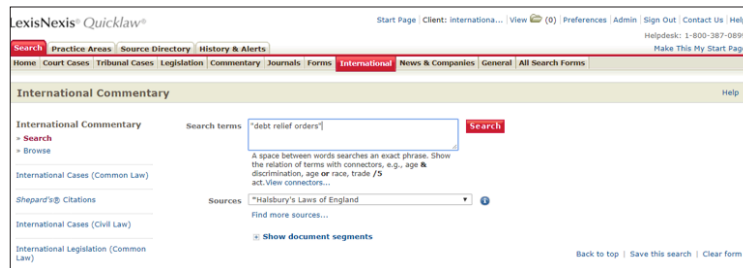 LexisNexis® Quicklaw®
Start Page | Client: internationa... | View (0) | Preferences | Admin | Sign Out | Contact Us | Help
Helpdesk: 1-800-387-0899
Search Practice Areas Source Directory History & Alerts
Make This My Start Page
Home Court Cases Tribunal Cases Legislation Commentary Journals Forms International News & Companies General All Search Forms
International Commentary
Help
International Commentary
» Search
» Browse
International Cases (Common Law)
Shepard's® Citations
International Cases (Civil Law)
International Legislation (Common Law)
Search terms
"debt relief orders"
Search
A space between words searches an exact phrase. Show
the relation of terms with connectors, e.g., age &
discrimination, age or race, trade /5
act. View connectors...
Sources
*Halsbury's Laws of England
Find more sources...
Show document segments
Back to top | Save this search | Clear form